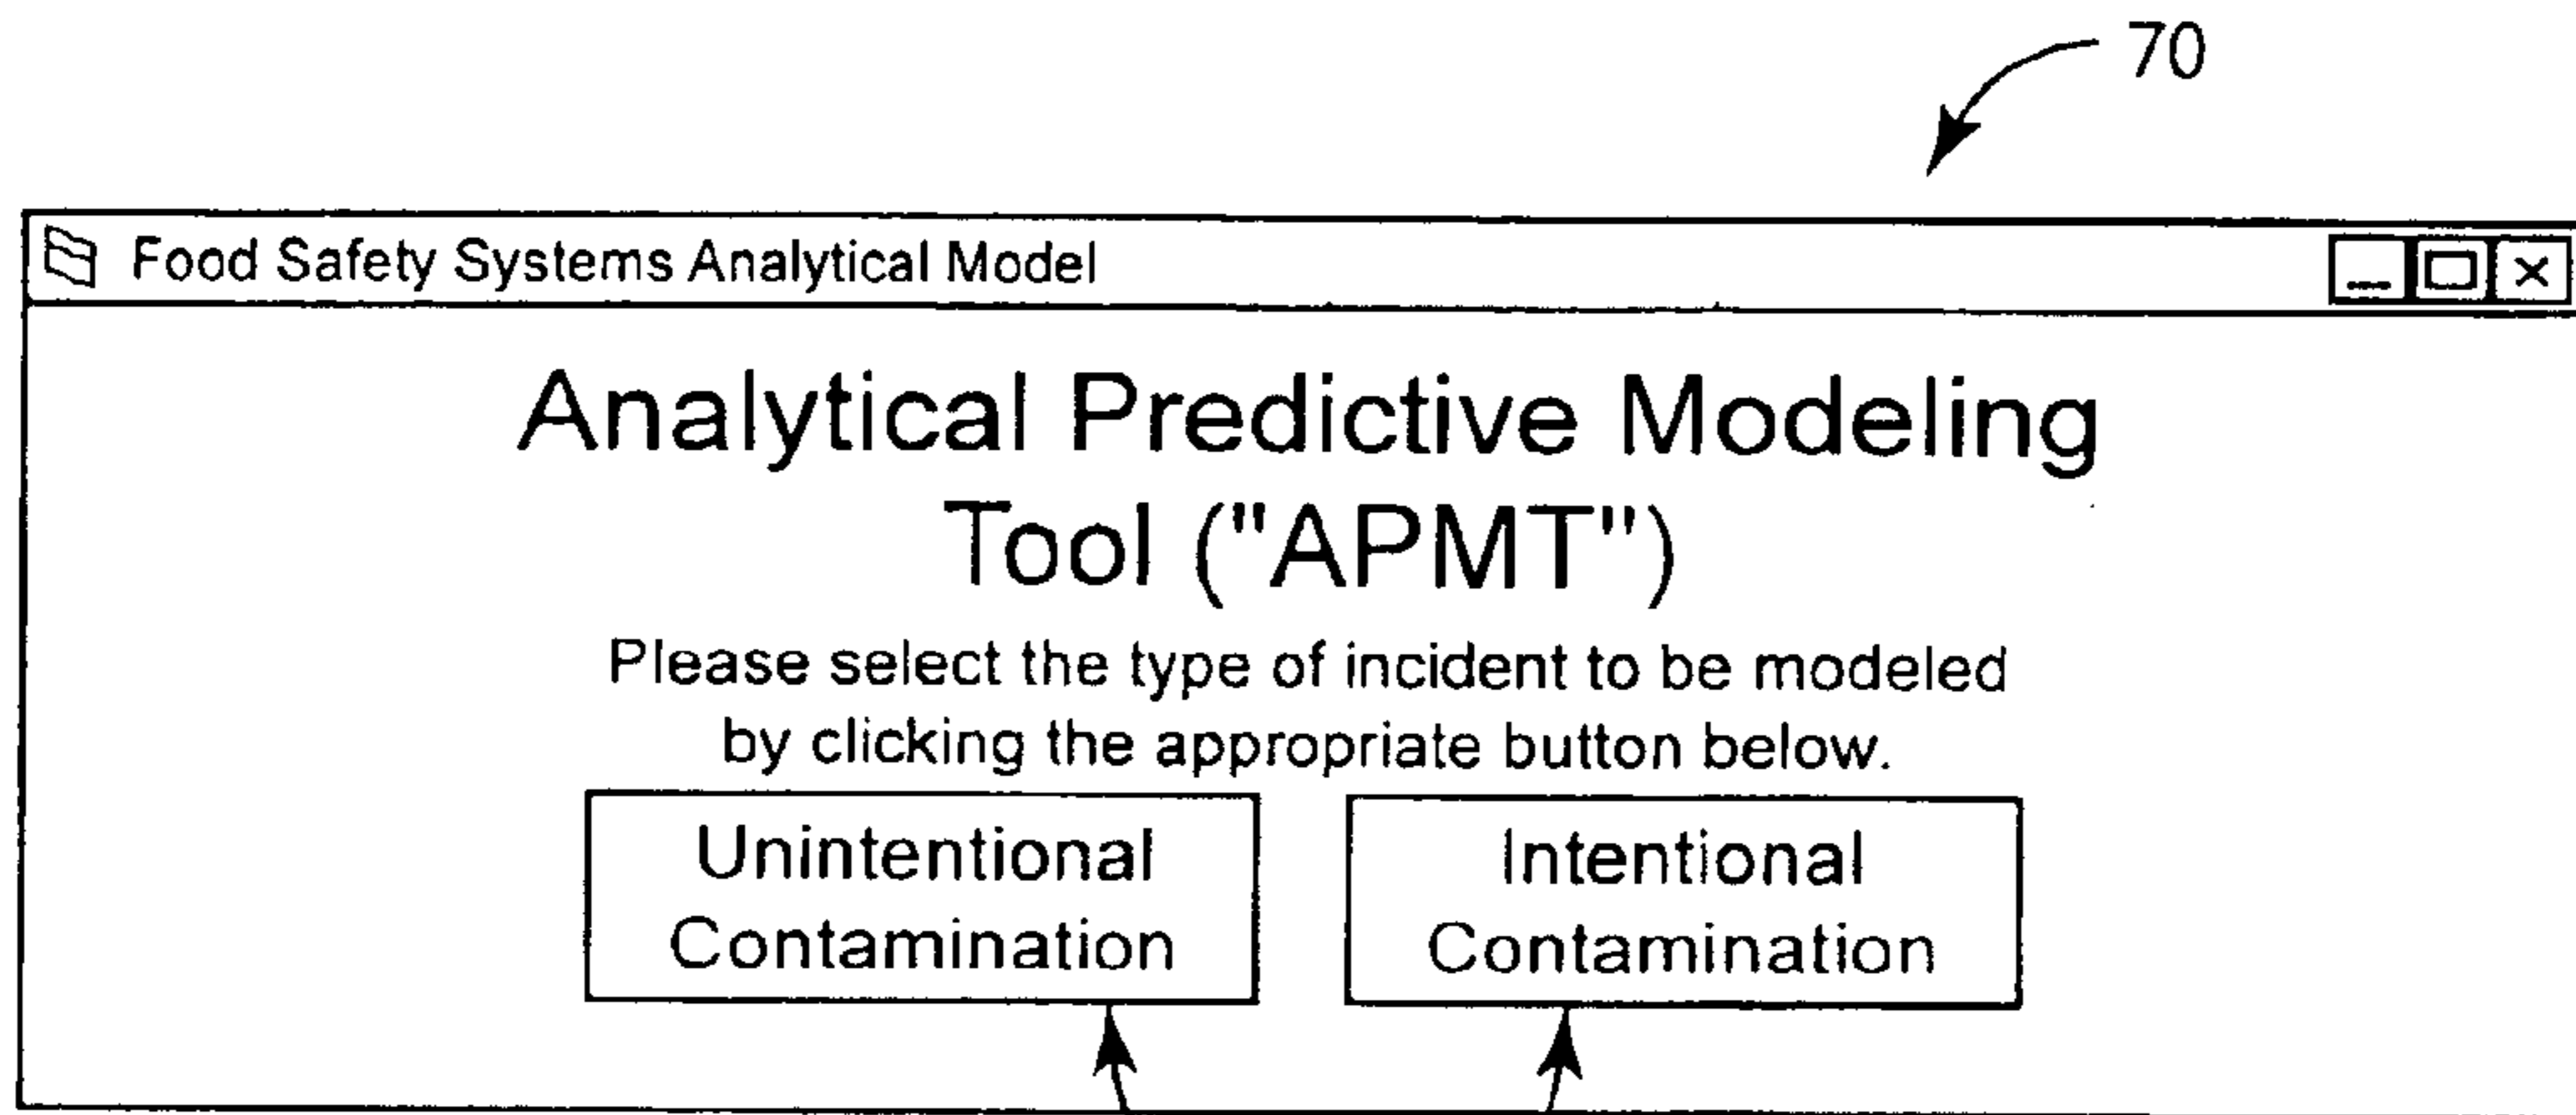 70
Food Safety Systems Analytical Model
Analytical Predictive Modeling
Tool ("APMT")
Please select the type of incident to be modeled
by clicking the appropriate button below.
Unintentional
Contamination
Intentional
Contamination